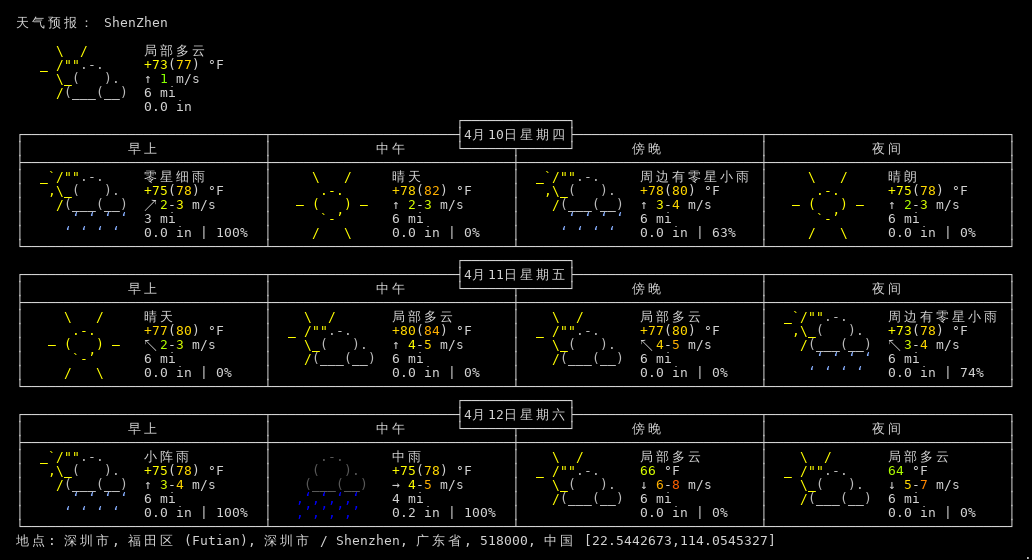 天气预报： ShenZhen
局部多云
+73(77) °F
↑ 1 m/s
6 mi
0.0 in
4月10日星期四
早上 中午 傍晚 夜间
零星细雨 晴天 周边有零星小雨 晴朗
+75(78) °F +78(82) °F +78(80) °F +75(78) °F
↗ 2-3 m/s ↑ 2-3 m/s ↑ 3-4 m/s ↑ 2-3 m/s
3 mi 6 mi 6 mi 6 mi
0.0 in | 100% 0.0 in | 0% 0.0 in | 63% 0.0 in | 0%
4月11日星期五
早上 中午 傍晚 夜间
晴天 局部多云 局部多云 周边有零星小雨
+77(80) °F +80(84) °F +77(80) °F +73(78) °F
↖ 2-3 m/s ↑ 4-5 m/s ↖ 4-5 m/s ↖ 3-4 m/s
6 mi 6 mi 6 mi 6 mi
0.0 in | 0% 0.0 in | 0% 0.0 in | 0% 0.0 in | 74%
4月12日星期六
早上 中午 傍晚 夜间
小阵雨 中雨 局部多云 局部多云
+75(78) °F +75(78) °F 66 °F 64 °F
↑ 3-4 m/s → 4-5 m/s ↓ 6-8 m/s ↓ 5-7 m/s
6 mi 4 mi 6 mi 6 mi
0.0 in | 100% 0.2 in | 100% 0.0 in | 0% 0.0 in | 0%
地点: 深圳市, 福田区 (Futian), 深圳市 / Shenzhen, 广东省, 518000, 中国 [22.5442673,114.0545327]